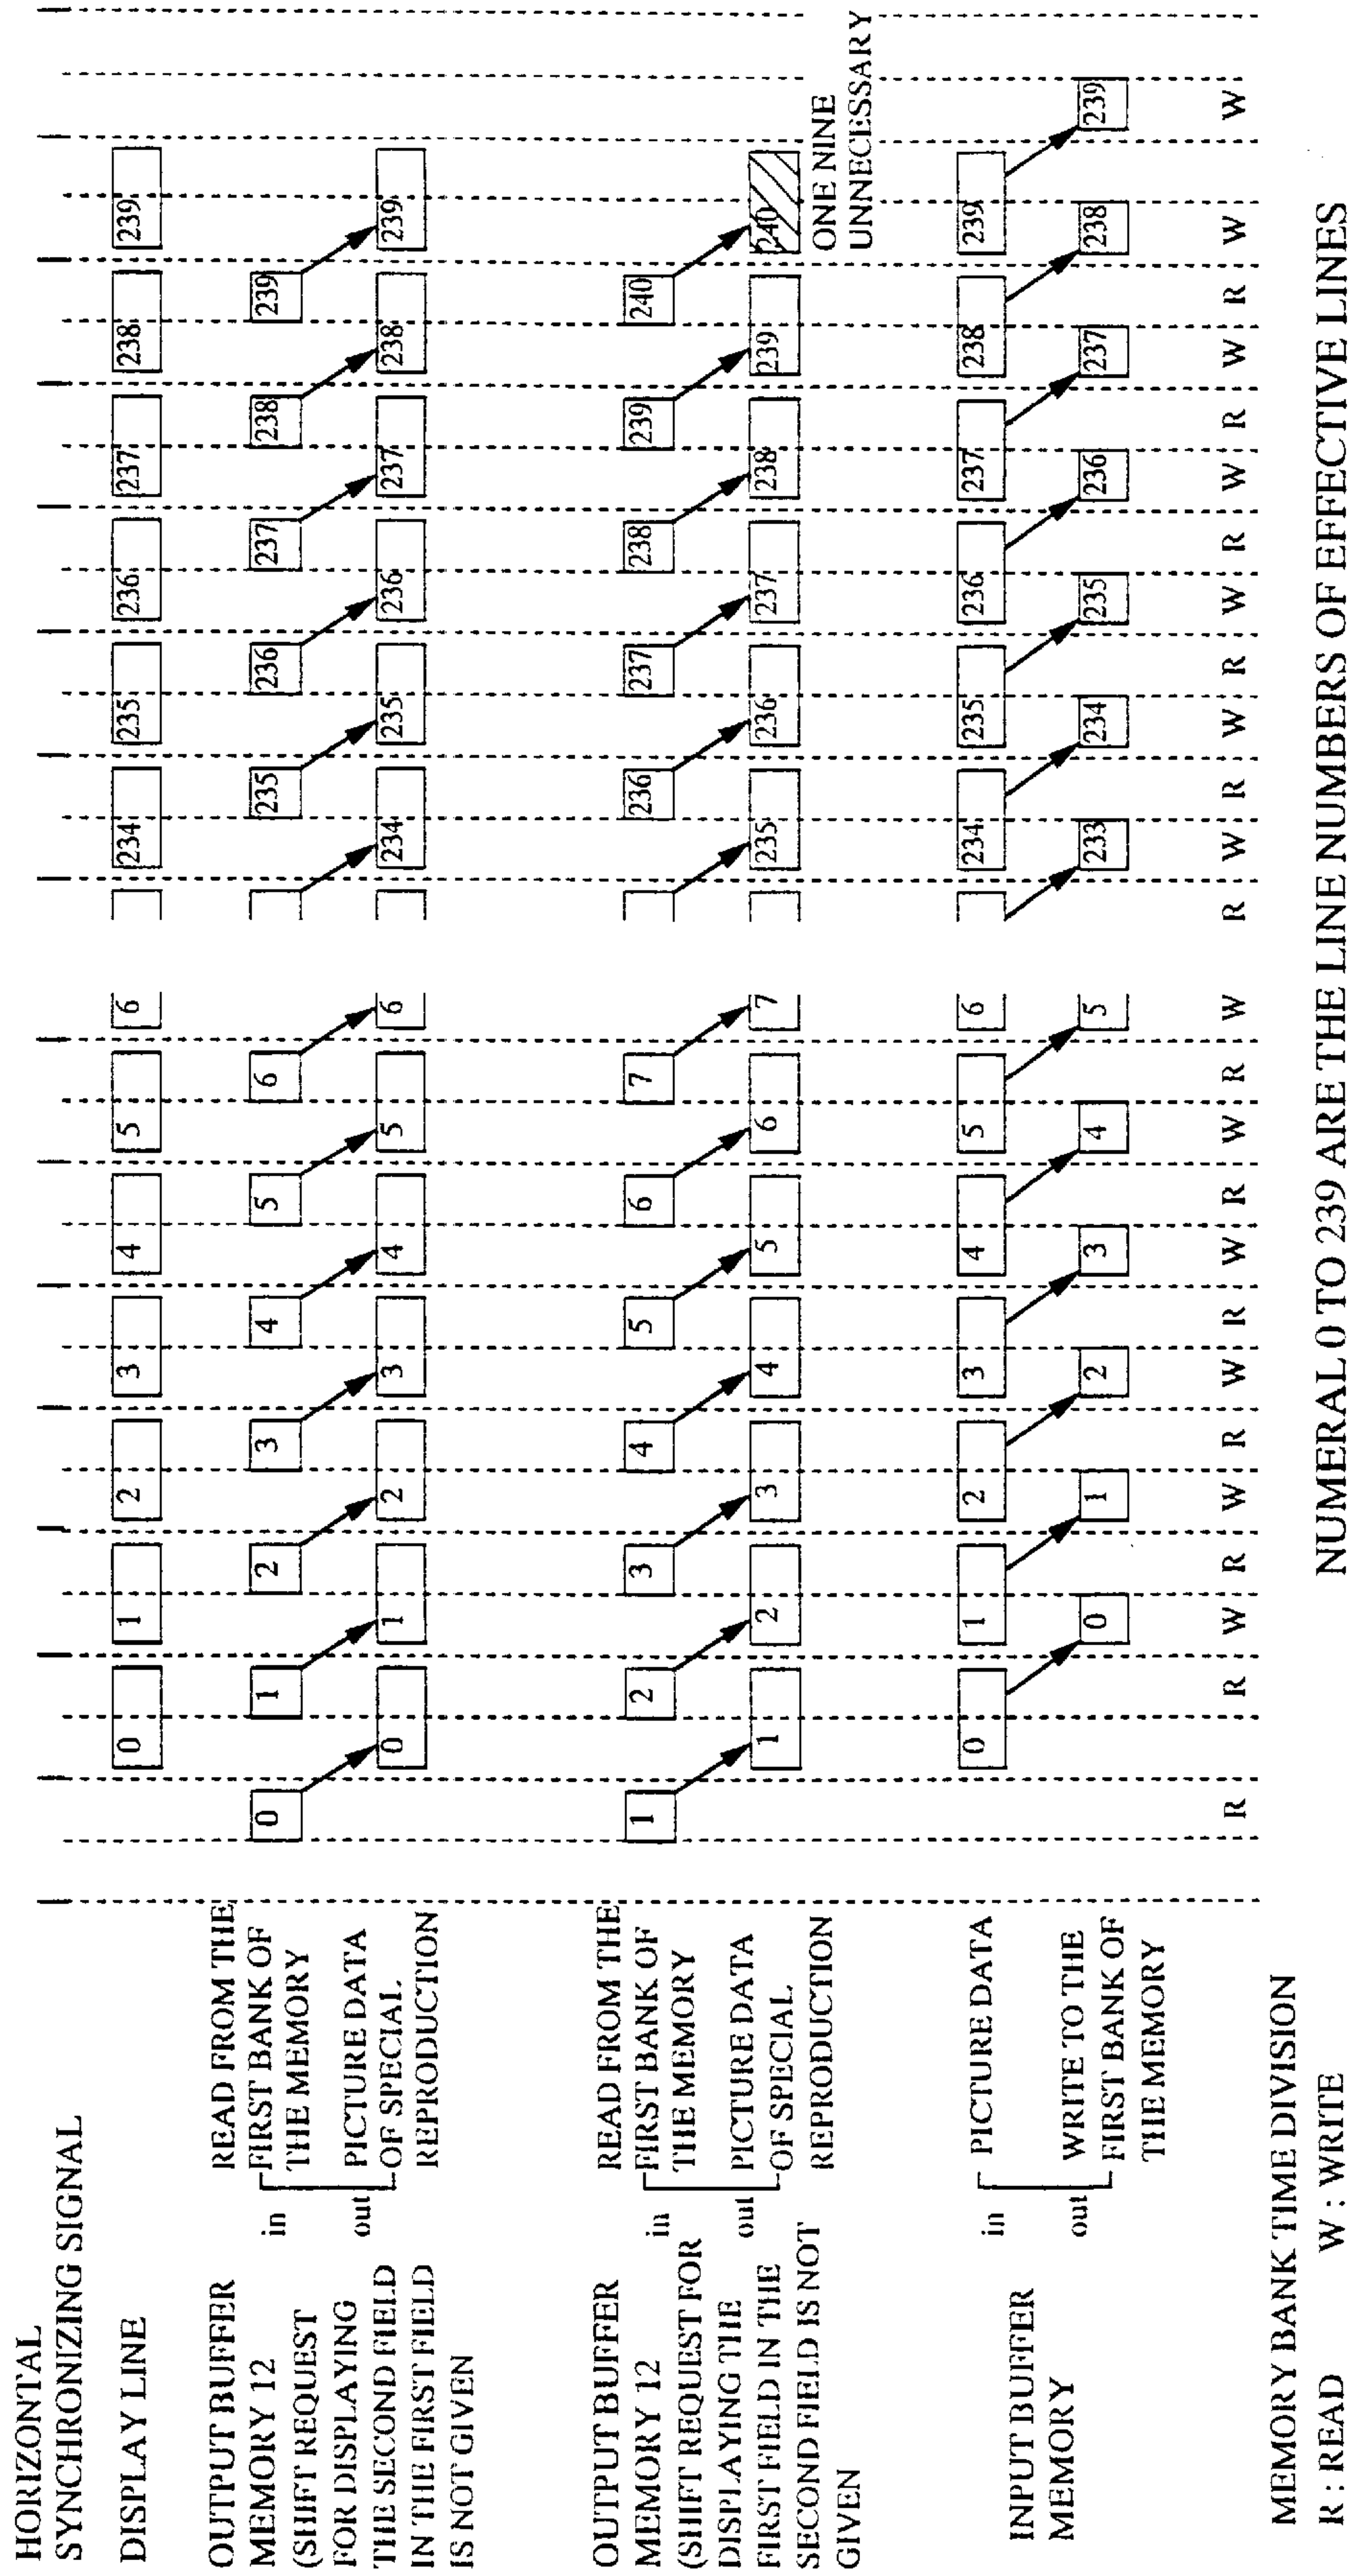 HORIZONTAL
SYNCHRONIZING SIGNAL
DISPLAY LINE
0 1 2 3 4 5 6 234 235 236 237 238 239
OUTPUT BUFFER
MEMORY 12
(SHIFT REQUEST
FOR DISPLAYING
THE SECOND FIELD
IN THE FIRST FIELD
IS NOT GIVEN
in
out
READ FROM THE
FIRST BANK OF
THE MEMORY
PICTURE DATA
OF SPECIAL
REPRODUCTION
0 1 2 3 4 5 6 235 236 237 238 239
0 1 2 3 4 5 6 234 235 236 237 238 239
OUTPUT BUFFER
MEMORY 12
(SHIFT REQUEST FOR
DISPLAYING THE
FIRST FIELD IN THE
SECOND FIELD IS NOT
GIVEN
in
out
READ FROM THE
FIRST BANK OF
THE MEMORY
PICTURE DATA
OF SPECIAL
REPRODUCTION
1 2 3 4 5 6 7 236 237 238 239 240
1 2 3 4 5 6 7 235 236 237 238 239 240
ONE NINE
UNNECESSARY
INPUT BUFFER
MEMORY
in
out
PICTURE DATA
WRITE TO THE
FIRST BANK OF
THE MEMORY
0 1 2 3 4 5 6 234 235 236 237 238 239
0 1 2 3 4 5 233 234 235 236 237 238 239
R R W R W R W R W R W R W R W R W R W R W R W R W W
MEMORY BANK TIME DIVISION
R : READ W : WRITE
NUMERAL 0 TO 239 ARE THE LINE NUMBERS OF EFFECTIVE LINES